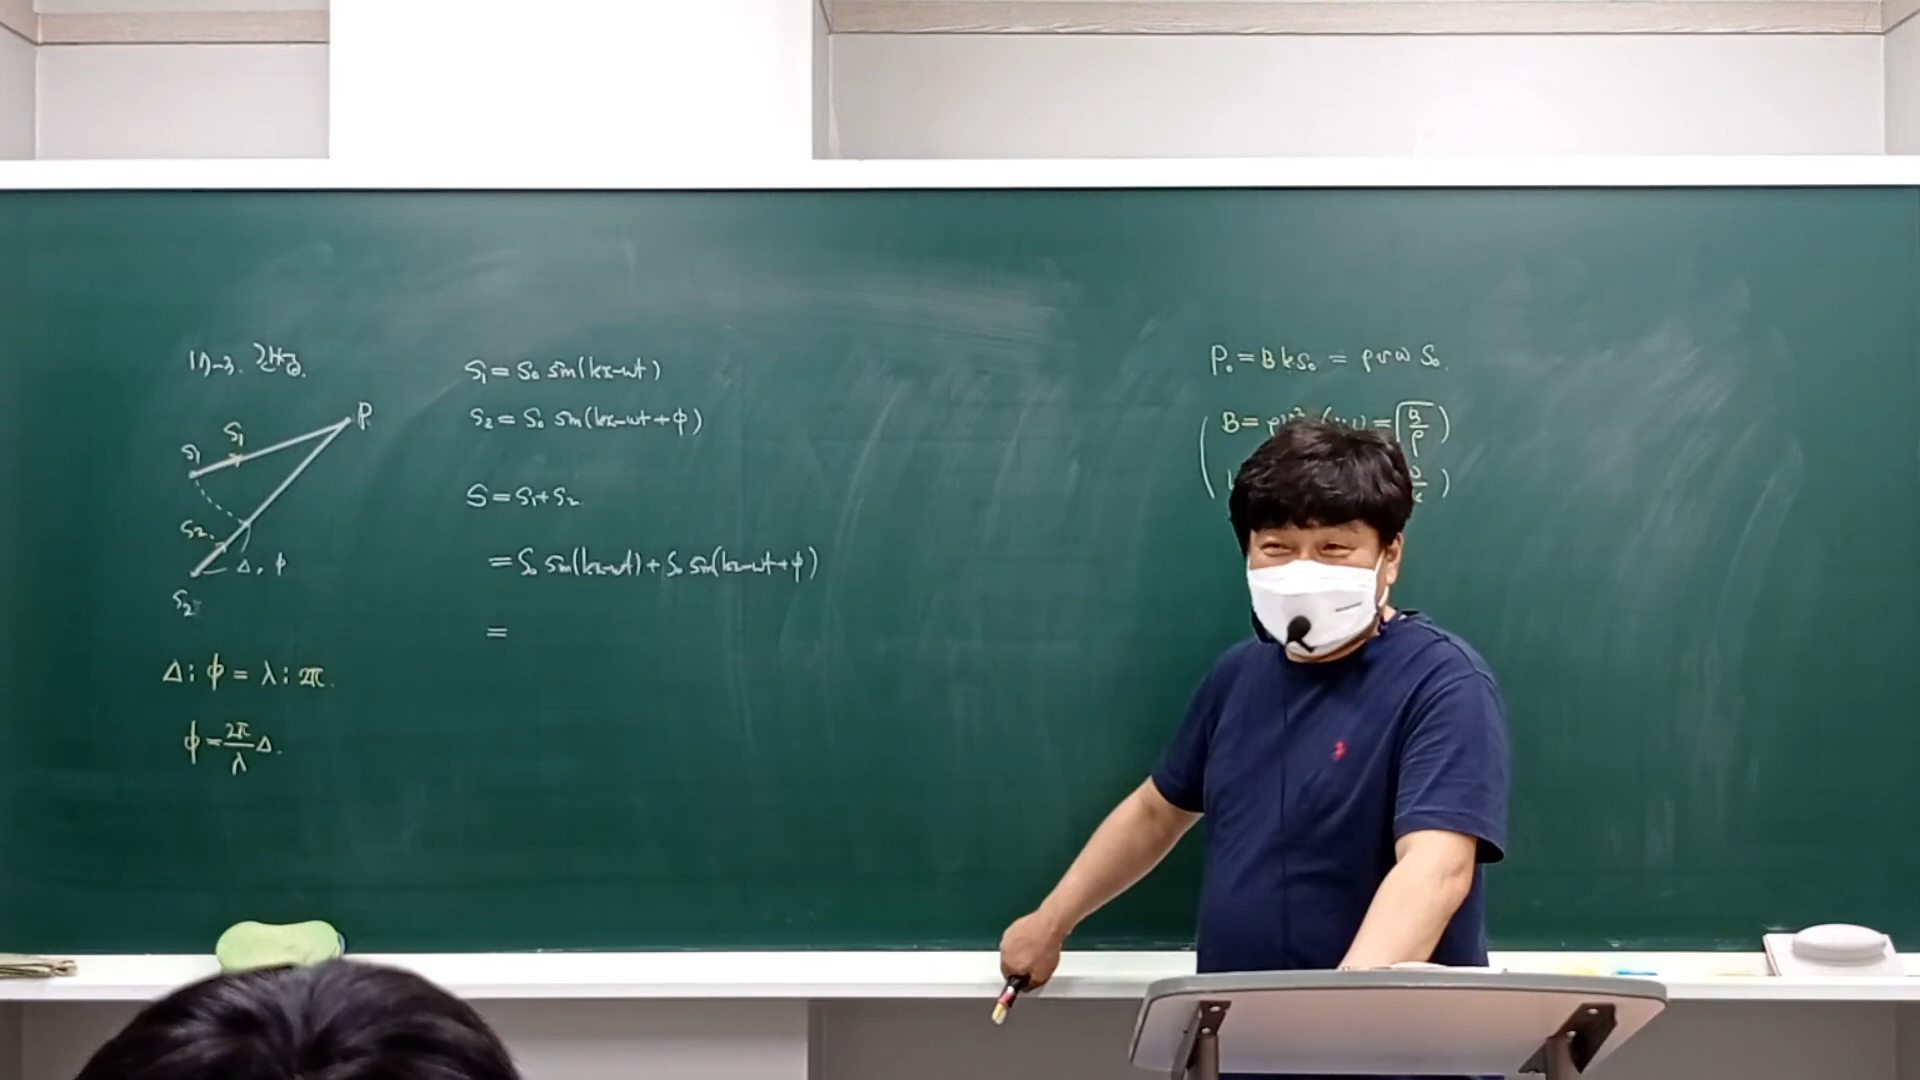 17-3. 간섭.
P.
S₁
S₁
S₂.
Δ, φ
S₂
Δ : φ = λ : 2π.
φ = 2π/λ Δ.
S₁ = S₀ sin(kx-ωt)
S₂ = S₀ sin(kx-ωt+φ)
S = S₁+S₂
= S₀ sin(kx-ωt) + S₀ sin(kx-ωt+φ)
=
P₀ = BkS₀ = ρvω S₀.
B = ρv² = √(B/ρ)